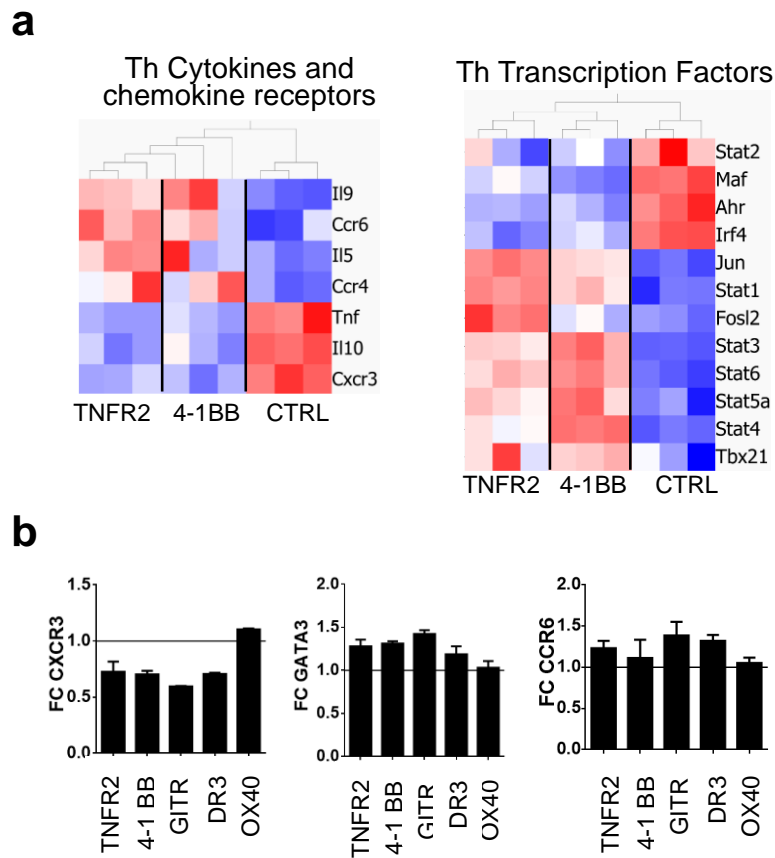 a
Th Cytokines and
chemokine receptors
Il9
Ccr6
Il5
Ccr4
Tnf
Il10
Cxcr3
TNFR2 4-1BB CTRL
Th Transcription Factors
Stat2
Maf
Ahr
Irf4
Jun
Stat1
Fosl2
Stat3
Stat6
Stat5a
Stat4
Tbx21
TNFR2 4-1BB CTRL
b
FC CXCR3
1.5
1.0
0.5
0.0
TNFR2
4-1 BB
GITR
DR3
OX40
FC GATA3
2.0
1.5
1.0
0.5
0.0
TNFR2
4-1 BB
GITR
DR3
OX40
FC CCR6
2.0
1.5
1.0
0.5
0.0
TNFR2
4-1 BB
GITR
DR3
OX40